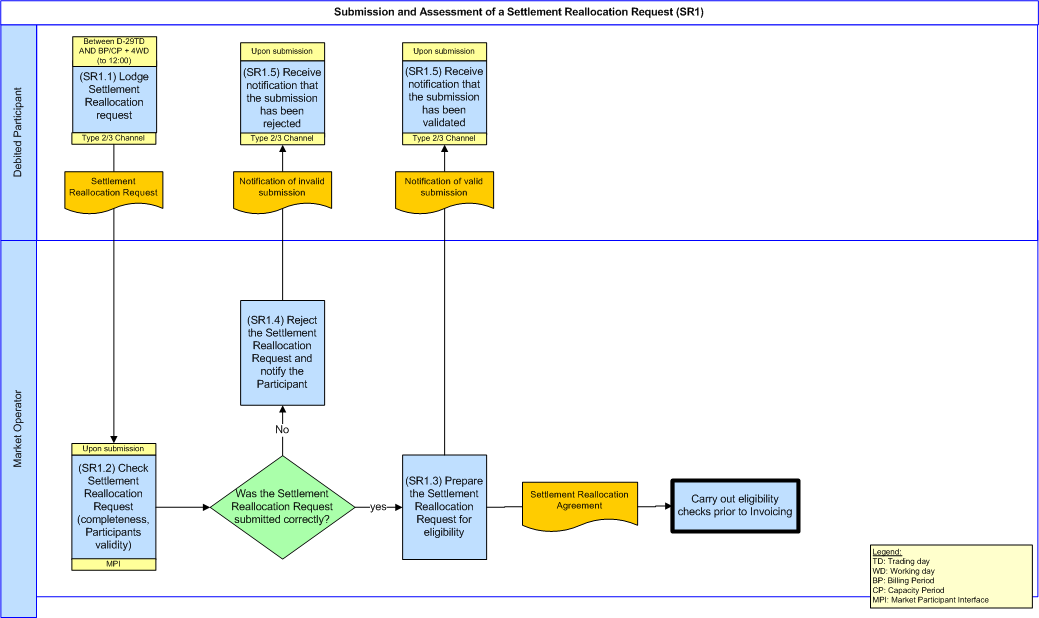 Submission and Assessment of a Settlement Reallocation Request (SR1)
Debited Participant
Between D-29TD
AND BP/CP + 4WD
(to 12:00)
(SR1.1) Lodge
Settlement
Reallocation
request
Type 2/3 Channel
Upon submission
(SR1.5) Receive
notification that
the submission
has been
rejected
Type 2/3 Channel
Upon submission
(SR1.5) Receive
notification that
the submission
has been
validated
Type 2/3 Channel
Settlement
Reallocation Request
Notification of invalid
submission
Notification of valid
submission
Market Operator
(SR1.4) Reject
the Settlement
Reallocation
Request and
notify the
Participant
No
Upon submission
(SR1.2) Check
Settlement
Reallocation
Request
(completeness,
Participants
validity)
MPI
Was the Settlement
Reallocation Request
submitted correctly?
yes
(SR1.3) Prepare
the Settlement
Reallocation
Request for
eligibility
Settlement Reallocation
Agreement
Carry out eligibility
checks prior to Invoicing
Legend:
TD: Trading day
WD: Working day
BP: Billing Period
CP: Capacity Period
MPI: Market Participant Interface